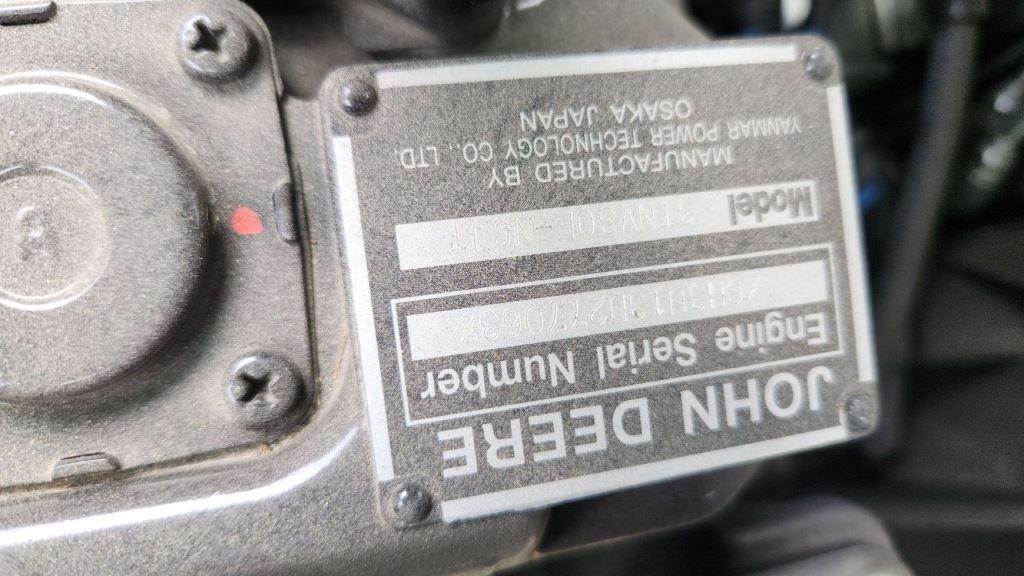 JOHN DEERE
Engine Serial Number
Model
MANUFACTURED BY
YANMAR POWER TECHNOLOGY CO., LTD.
OSAKA JAPAN